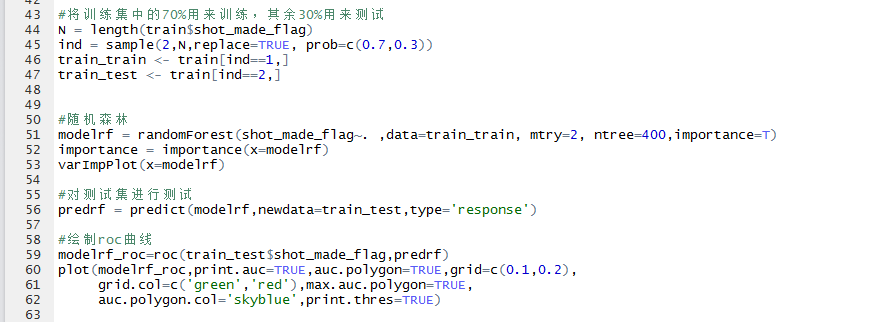 43 #将训练集中的70%用来训练，其余30%用来测试
44 N = length(train$shot_made_flag)
45 ind = sample(2,N,replace=TRUE, prob=c(0.7,0.3))
46 train_train <- train[ind==1,]
47 train_test <- train[ind==2,]
48
49
50 #随机森林
51 modelrf = randomForest(shot_made_flag~. ,data=train_train, mtry=2, ntree=400,importance=T)
52 importance = importance(x=modelrf)
53 varImpPlot(x=modelrf)
54
55 #对测试集进行测试
56 predrf = predict(modelrf,newdata=train_test,type='response')
57
58 #绘制roc曲线
59 modelrf_roc=roc(train_test$shot_made_flag,predrf)
60 plot(modelrf_roc,print.auc=TRUE,auc.polygon=TRUE,grid=c(0.1,0.2),
61      grid.col=c('green','red'),max.auc.polygon=TRUE,
62      auc.polygon.col='skyblue',print.thres=TRUE)
63